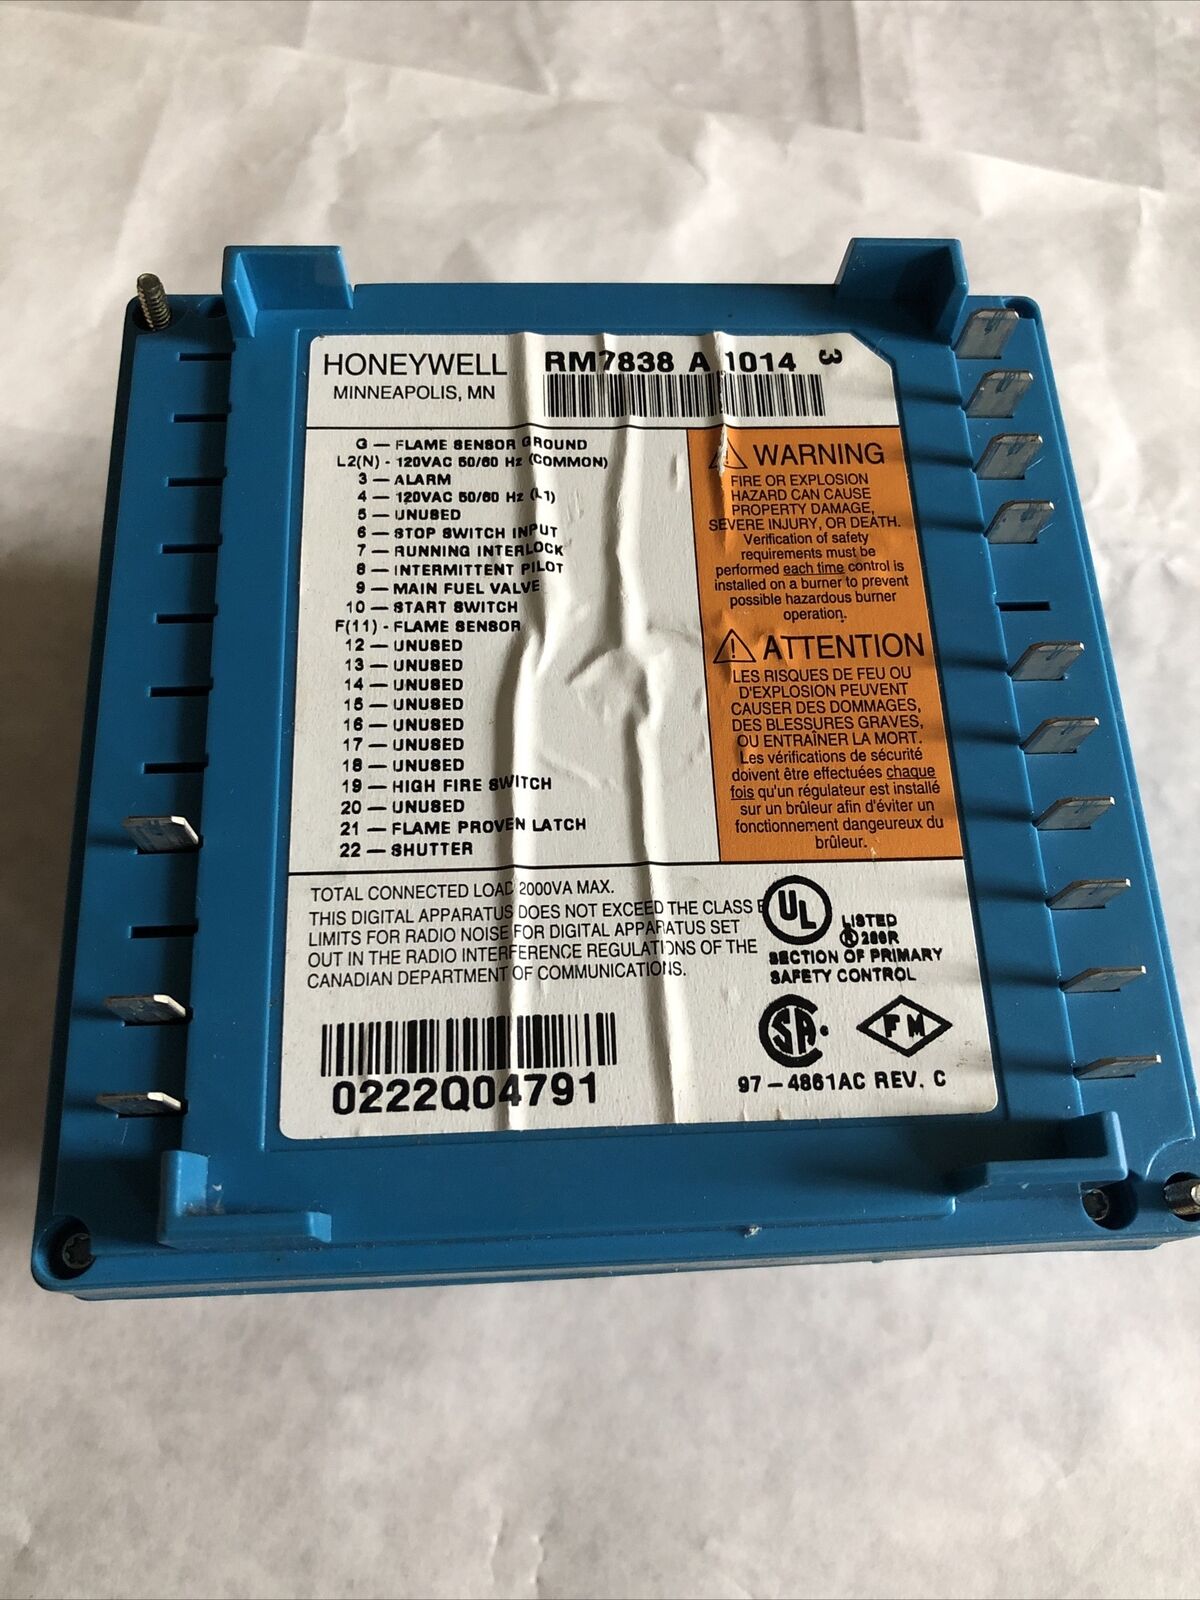 HONEYWELL
MINNEAPOLIS, MN
RM7838 A 1014 3
G — FLAME SENSOR GROUND
L2(N) - 120VAC 50/60 Hz (COMMON)
3 — ALARM
4 — 120VAC 50/60 Hz (L1)
5 — UNUSED
6 — STOP SWITCH INPUT
7 — RUNNING INTERLOCK
8 — INTERMITTENT PILOT
9 — MAIN FUEL VALVE
10 — START SWITCH
F(11) - FLAME SENSOR
12 — UNUSED
13 — UNUSED
14 — UNUSED
15 — UNUSED
16 — UNUSED
17 — UNUSED
18 — UNUSED
19 — HIGH FIRE SWITCH
20 — UNUSED
21 — FLAME PROVEN LATCH
22 — SHUTTER
WARNING
FIRE OR EXPLOSION
HAZARD CAN CAUSE
PROPERTY DAMAGE,
SEVERE INJURY, OR DEATH.
Verification of safety
requirements must be
performed each time control is
installed on a burner to prevent
possible hazardous burner
operation.
ATTENTION
LES RISQUES DE FEU OU
D'EXPLOSION PEUVENT
CAUSER DES DOMMAGES,
DES BLESSURES GRAVES,
OU ENTRAÎNER LA MORT.
Les vérifications de sécurité
doivent être effectuées chaque
fois qu'un régulateur est installé
sur un brûleur afin d'éviter un
fonctionnement dangeureux du
brûleur.
TOTAL CONNECTED LOAD 2000VA MAX.
THIS DIGITAL APPARATUS DOES NOT EXCEED THE CLASS B
LIMITS FOR RADIO NOISE FOR DIGITAL APPARATUS SET
OUT IN THE RADIO INTERFERENCE REGULATIONS OF THE
CANADIAN DEPARTMENT OF COMMUNICATIONS.
UL
LISTED
® 268R
SECTION OF PRIMARY
SAFETY CONTROL
SA
FM
0222Q04791
97-4861AC REV. C